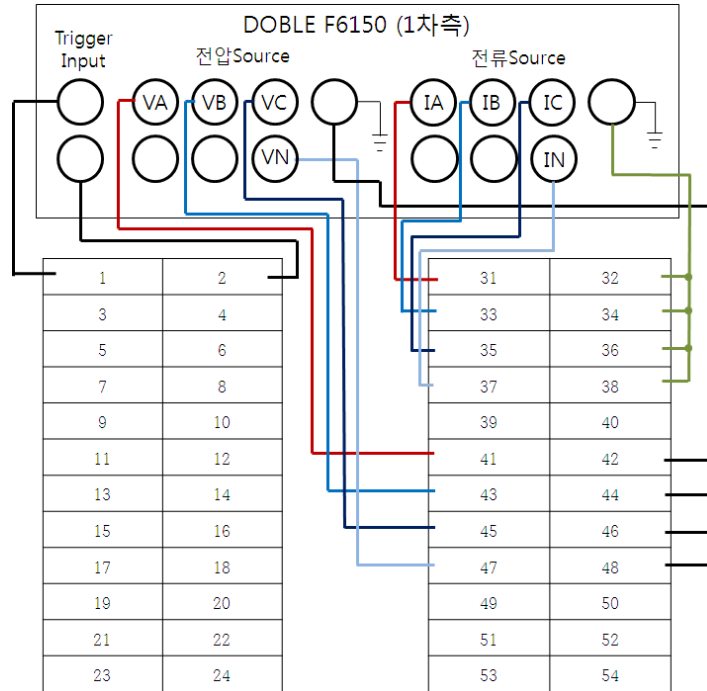 DOBLE F6150 (1차측)
Trigger
Input
전압Source
전류Source
VA VB VC
IA IB IC
VN
IN
1 2
3 4
5 6
7 8
9 10
11 12
13 14
15 16
17 18
19 20
21 22
23 24
31 32
33 34
35 36
37 38
39 40
41 42
43 44
45 46
47 48
49 50
51 52
53 54